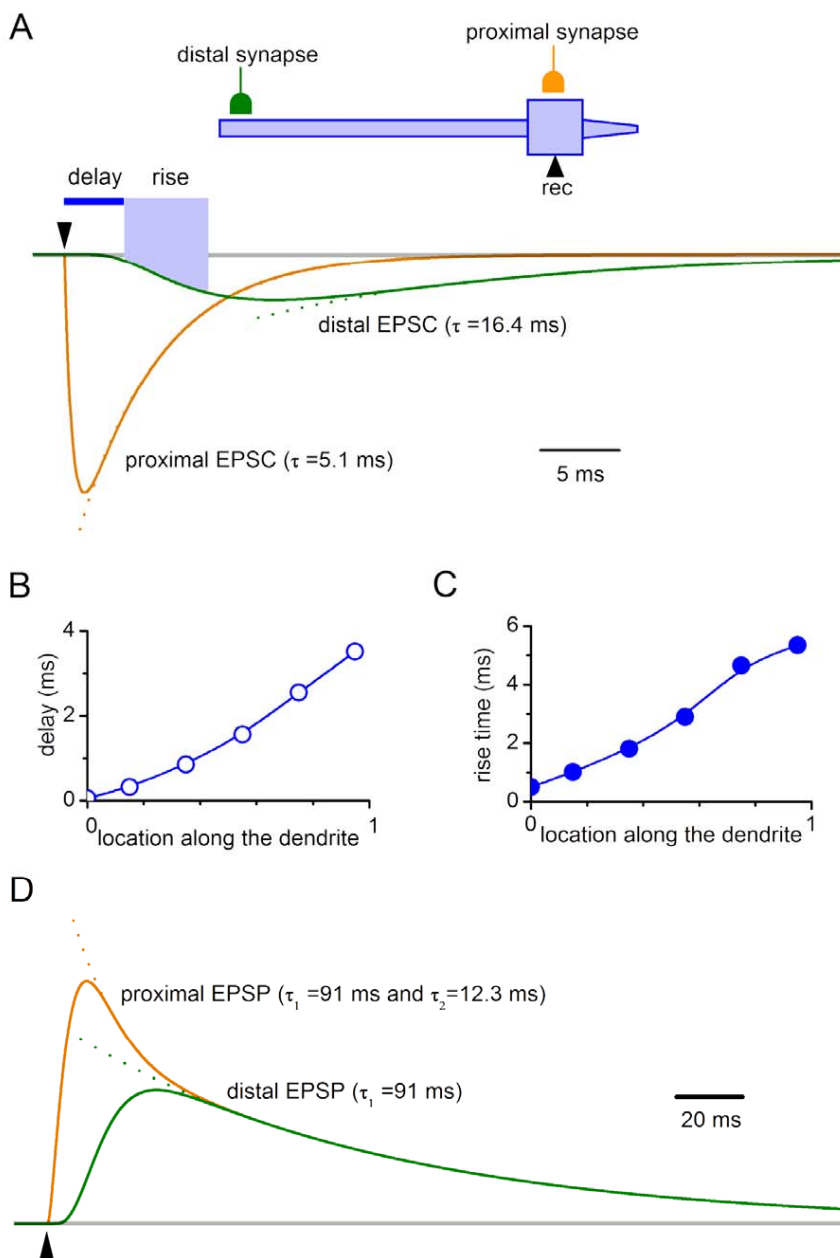 A
distal synapse
proximal synapse
rec
delay rise
distal EPSC (τ =16.4 ms)
proximal EPSC (τ =5.1 ms)
5 ms
B
4
2
0
delay (ms)
0 location along the dendrite 1
C
6
4
2
0
rise time (ms)
0 location along the dendrite 1
D
proximal EPSP (τ₁ =91 ms and τ₂=12.3 ms)
distal EPSP (τ₁ =91 ms)
20 ms